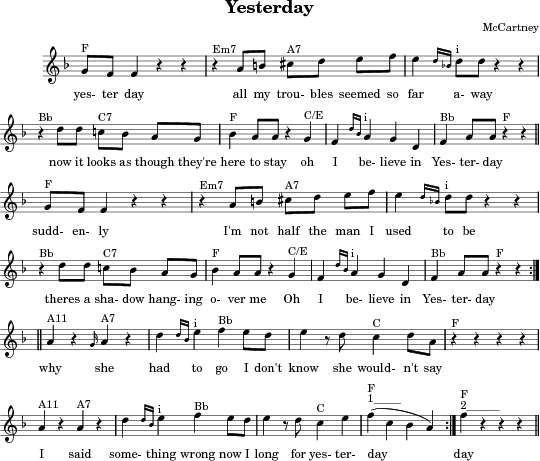 Yesterday
McCartney
F Em7 A7 i
yes- ter day all my trou- bles seemed so far a- way
Bb C7 F C/E i Bb F
now it looks as though they're here to stay oh I be- lieve in Yes- ter- day
F Em7 A7 i
sudd- en- ly I'm not half the man I used to be
Bb C7 F C/E i Bb F
theres a sha- dow hang- ing o- ver me Oh I be- lieve in Yes- ter- day
A11 A7 i Bb C F
why she had to go I don't know she would- n't say
F F
1____ 2____
A11 A7 i Bb C
I said some- thing wrong now I long for yes- ter- day day